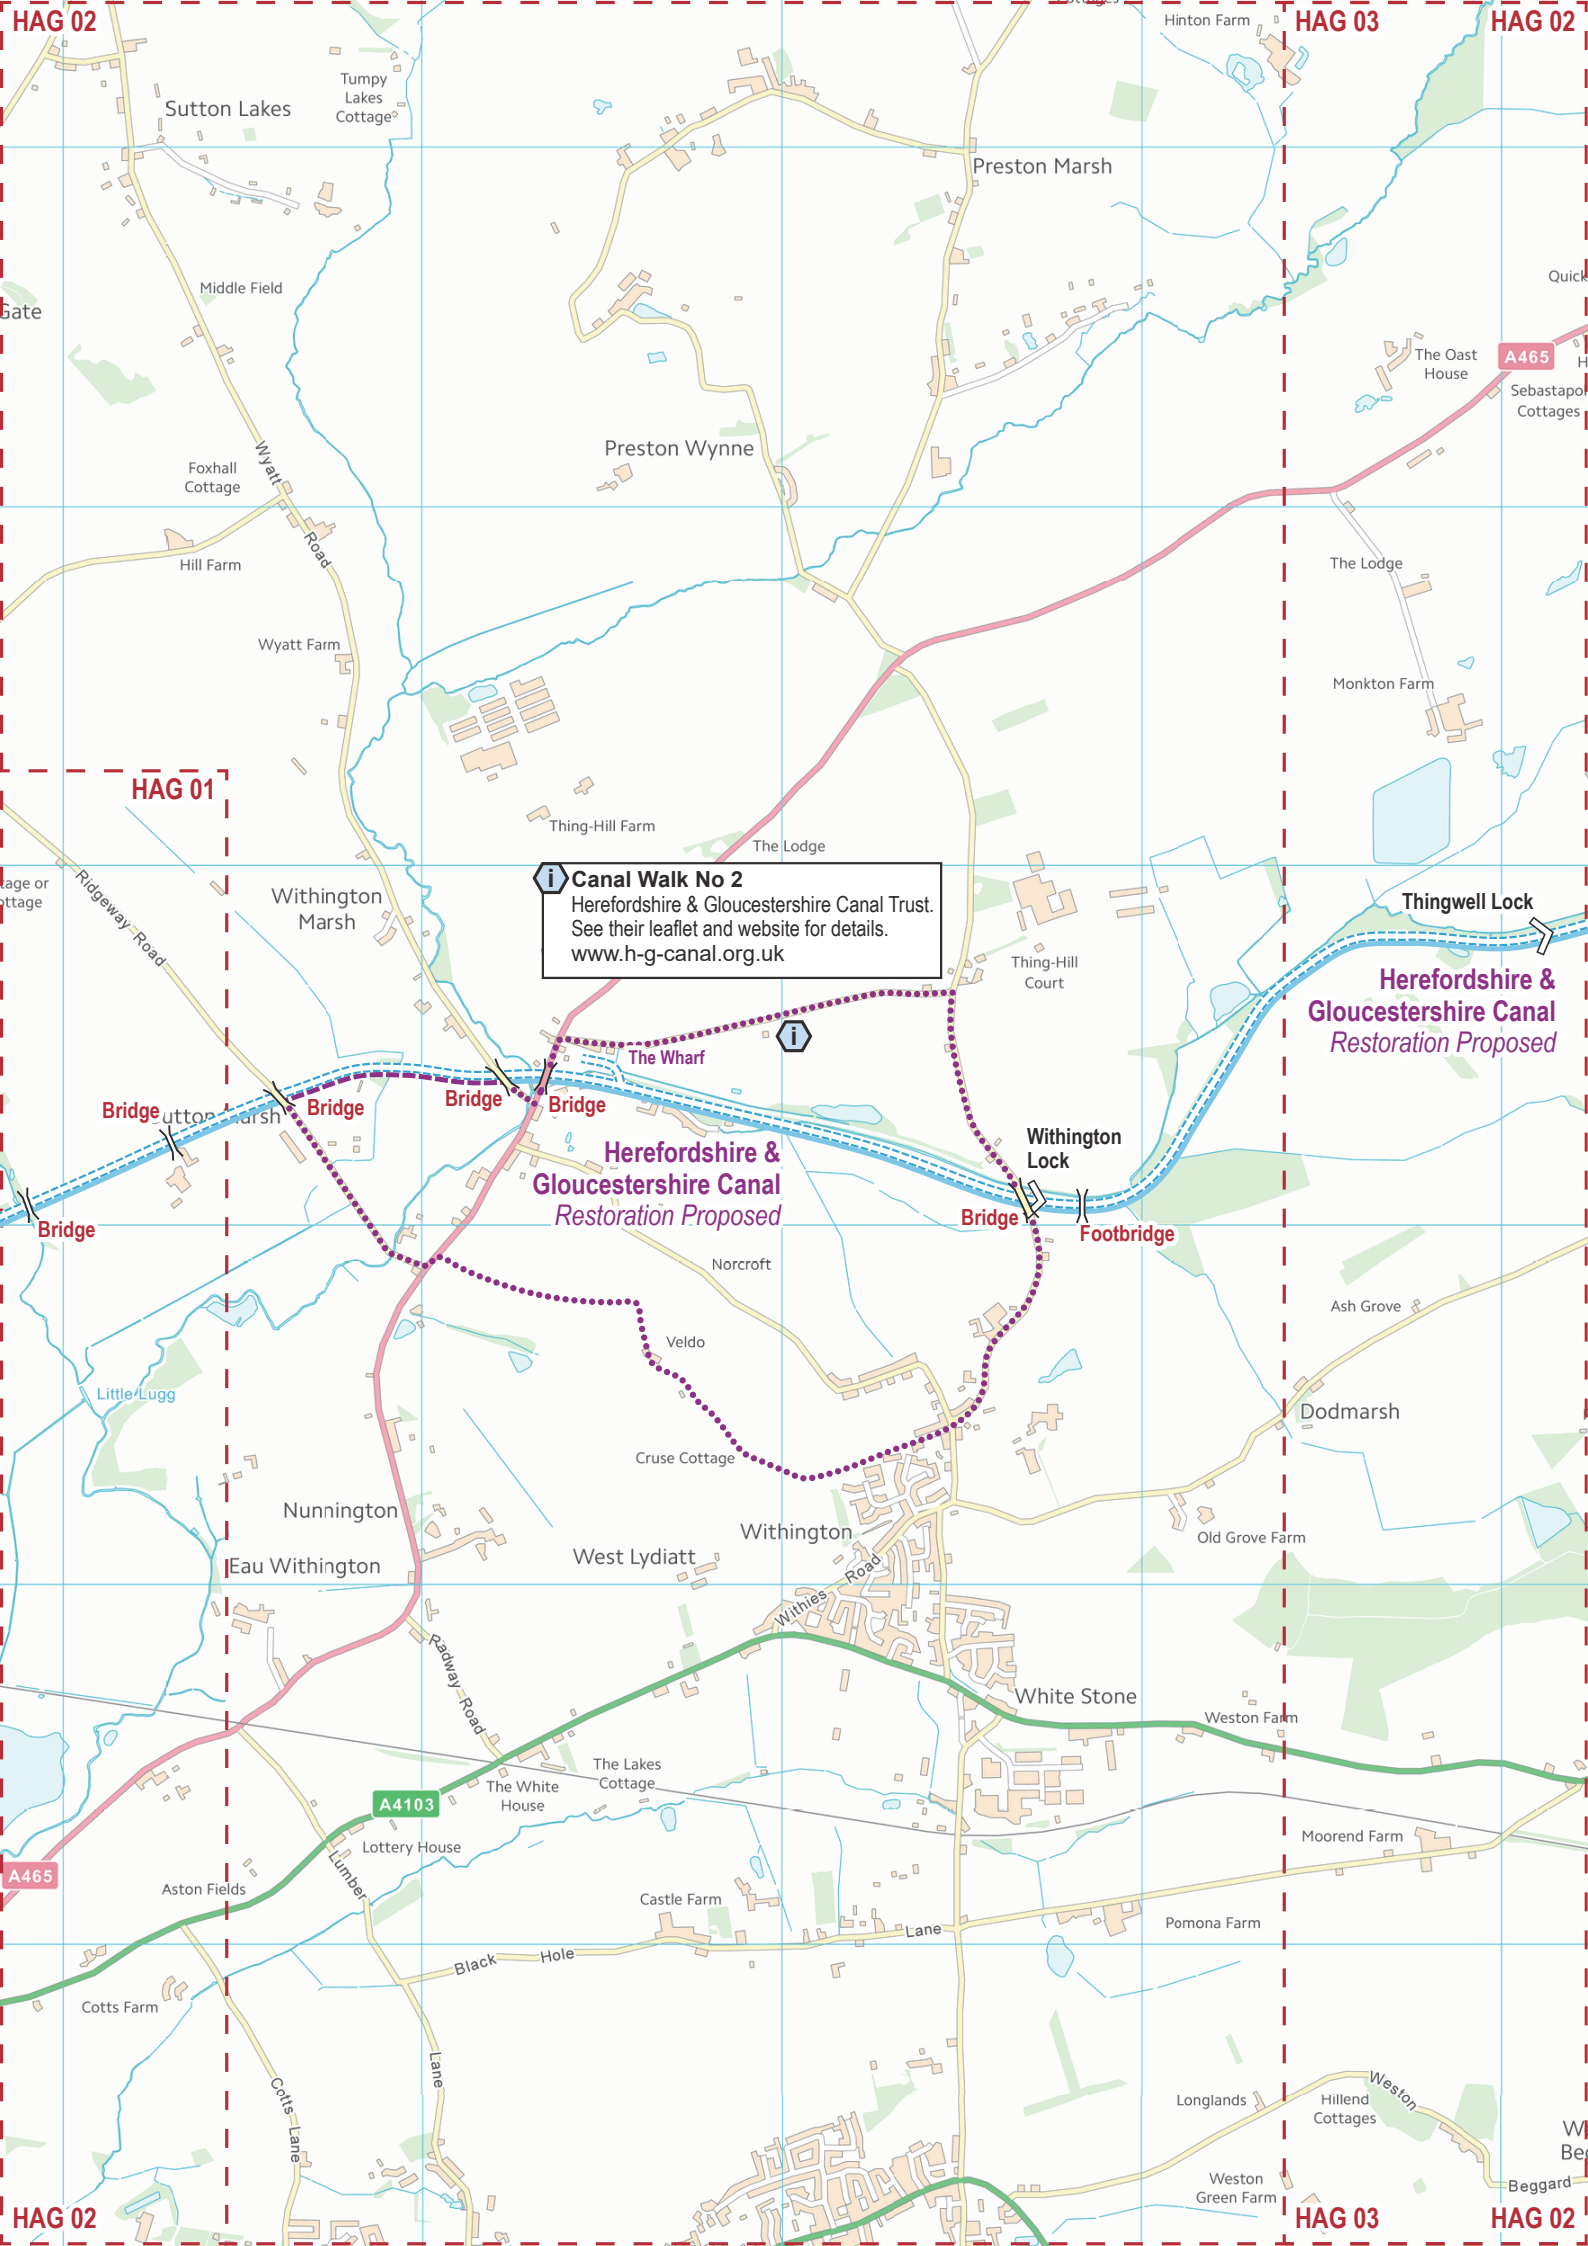 HAG 02
HAG 03
HAG 02
Hinton Farm
Tumpy
Lakes
Cottage
Sutton Lakes
Preston Marsh
Middle Field
Quick
Gate
The Oast
House
A465
H
Sebastapol
Cottages
Wyatt
Road
Preston Wynne
Foxhall
Cottage
Hill Farm
The Lodge
Wyatt Farm
Monkton Farm
HAG 01
Thing-Hill Farm
The Lodge
Ridgeway Road
tage or
ottage
Withington
Marsh
i
Canal Walk No 2
Herefordshire & Gloucestershire Canal Trust.
See their leaflet and website for details.
www.h-g-canal.org.uk
Thingwell Lock
Thing-Hill
Court
Herefordshire &
Gloucestershire Canal
Restoration Proposed
i
The Wharf
Bridge
Bridge
Bridge
Bridge
Bridge
Herefordshire &
Gloucestershire Canal
Restoration Proposed
Withington
Lock
Bridge
Footbridge
Norcroft
Ash Grove
Veldo
Little Lugg
Dodmarsh
Cruse Cottage
Nunnington
Withington
Old Grove Farm
West Lydiatt
Eau Withington
Withies Road
Radway Road
White Stone
Weston Farm
The Lakes
Cottage
The White
House
A4103
Lottery House
Moorend Farm
A465
Lumber
Aston Fields
Castle Farm
Pomona Farm
Black Hole Lane
Cotts Farm
Lane
Cotts Lane
Longlands
Hillend
Cottages
Weston
W
Beg
Weston
Green Farm
Beggard
HAG 02
HAG 03
HAG 02